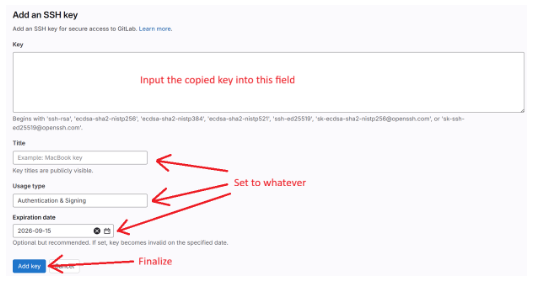 Add an SSH key
Add an SSH key for secure access to GitLab. Learn more.
Key
Input the copied key into this field
Begins with 'ssh-rsa', 'ecdsa-sha2-nistp256', 'ecdsa-sha2-nistp384', 'ecdsa-sha2-nistp521', 'ssh-ed25519', 'sk-ecdsa-sha2-nistp256@openssh.com', or 'sk-ssh-
ed25519@openssh.com'.
Title
Example: MacBook key
Key titles are publicly visible.
Set to whatever
Usage type
Authentication & Signing
Expiration date
2026-09-15
Optional but recommended. If set, key becomes invalid on the specified date.
Add key
Cancel
Finalize